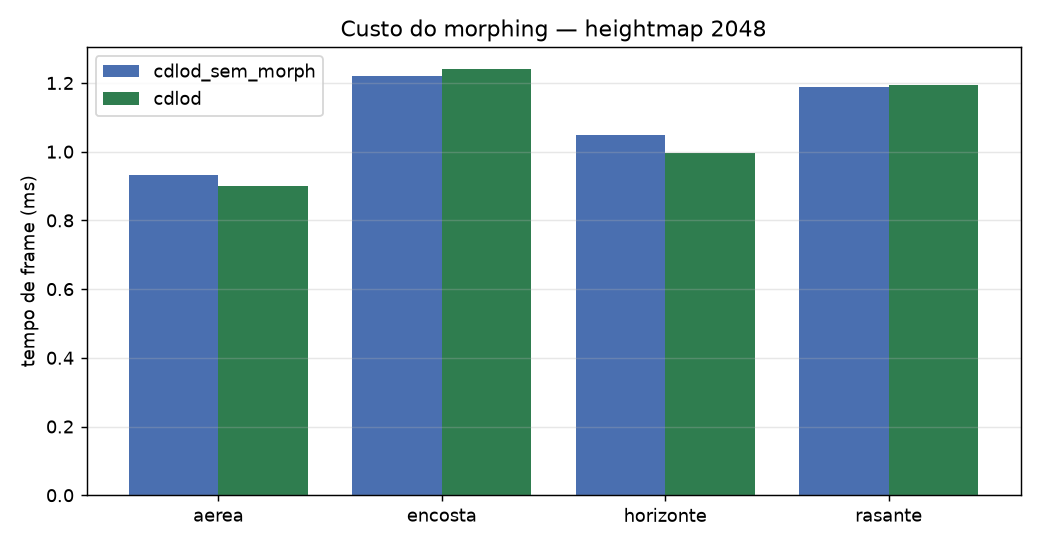 Custo do morphing — heightmap 2048
cdlod_sem_morph
cdlod
tempo de frame (ms)
1.2
1.0
0.8
0.6
0.4
0.2
0.0
aerea
encosta
horizonte
rasante